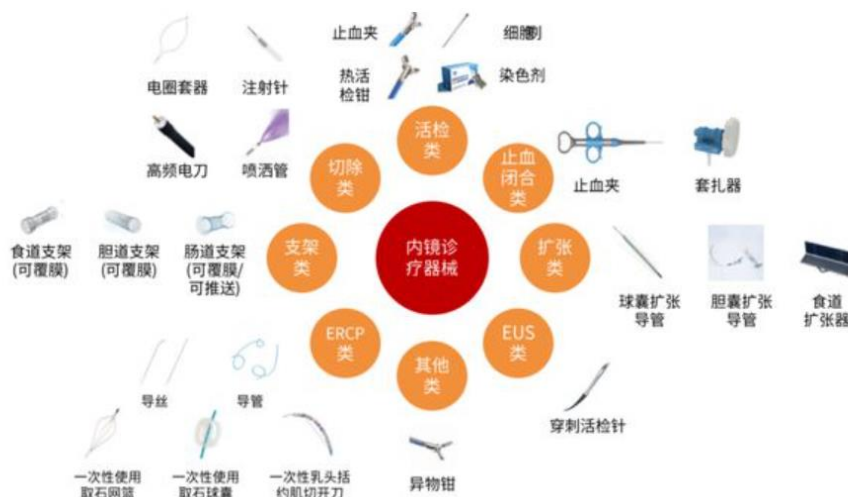 止血夹
细胞刷
电圈套器
注射针
热活
检钳
染色剂
活检
类
高频电刀
喷洒管
切除
类
止血
闭合
类
止血夹
套扎器
食道支架
(可覆膜)
胆道支架
(可覆膜)
肠道支架
(可覆膜/
可推送)
支架
类
内镜诊
疗器械
扩张
类
球囊扩张
导管
胆囊扩张
导管
食道
扩张器
ERCP
类
其他
类
EUS
类
导丝
导管
穿刺活检针
一次性使用
取石网篮
一次性使用
取石球囊
一次性乳头括
约肌切开刀
异物钳